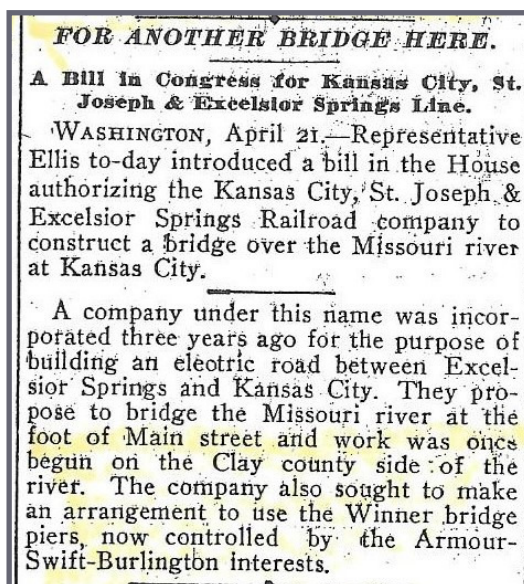 FOR ANOTHER BRIDGE HERE.
A Bill in Congress for Kansas City, St.
Joseph & Excelsior Springs Line.
WASHINGTON, April 21.—Representative
Ellis to-day introduced a bill in the House
authorizing the Kansas City, St. Joseph &
Excelsior Springs Railroad company to
construct a bridge over the Missouri river
at Kansas City.
A company under this name was incor-
porated three years ago for the purpose of
building an electric road between Excel-
sior Springs and Kansas City. They pro-
pose to bridge the Missouri river at the
foot of Main street and work was once
begun on the Clay county side of the
river. The company also sought to make
an arrangement to use the Winner bridge
piers, now controlled by the Armour-
Swift-Burlington interests.